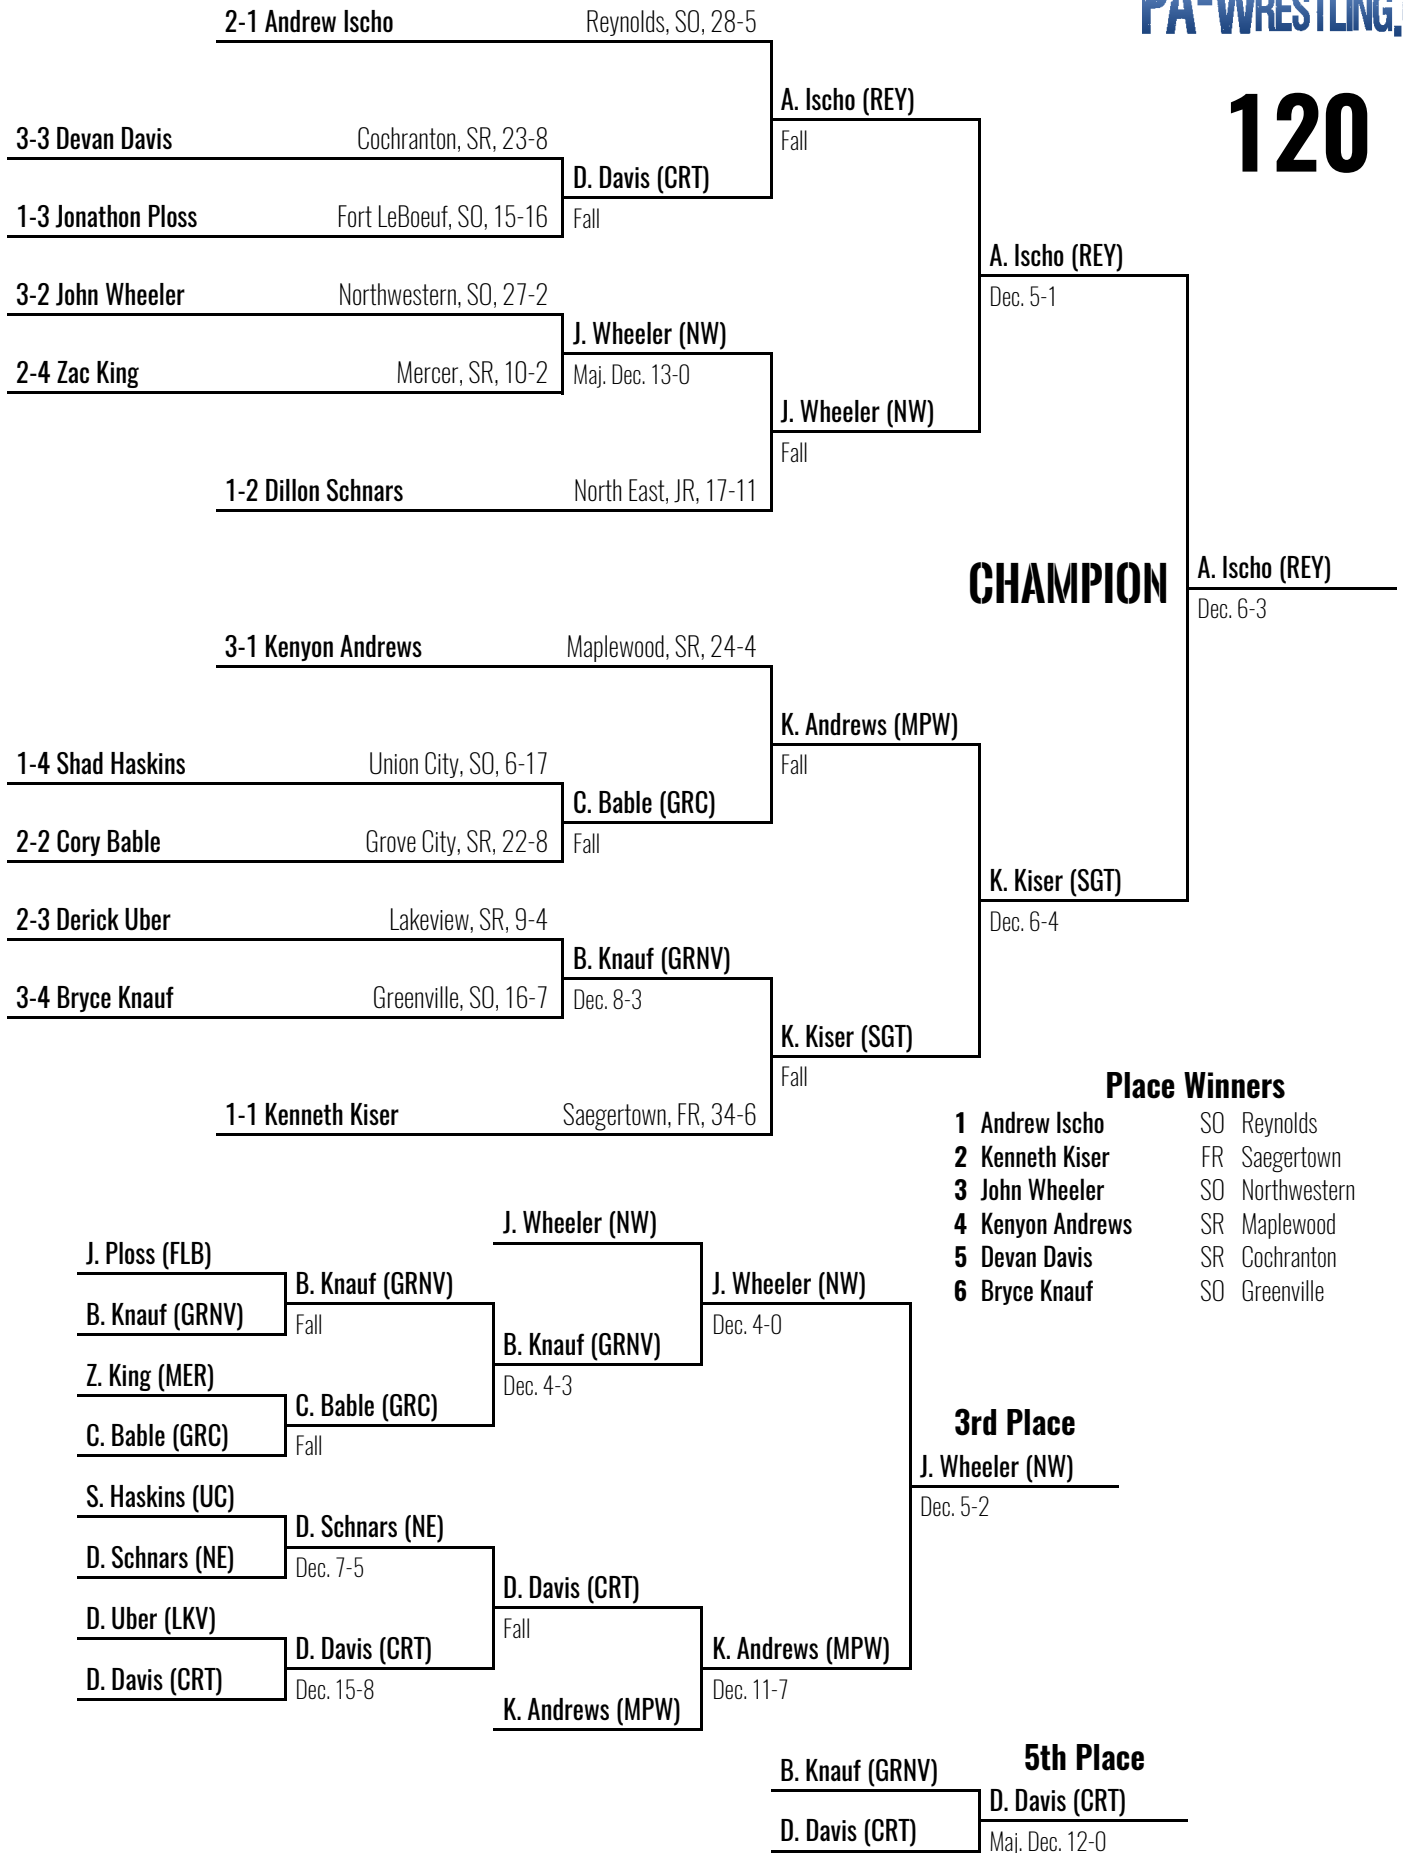 PA-WRESTLING.
120
2-1 Andrew Ischo Reynolds, SO, 28-5
A. Ischo (REY)
Fall
3-3 Devan Davis Cochranton, SR, 23-8
D. Davis (CRT)
Fall
1-3 Jonathon Ploss Fort LeBoeuf, SO, 15-16
A. Ischo (REY)
Dec. 5-1
3-2 John Wheeler Northwestern, SO, 27-2
J. Wheeler (NW)
Maj. Dec. 13-0
2-4 Zac King Mercer, SR, 10-2
J. Wheeler (NW)
Fall
1-2 Dillon Schnars North East, JR, 17-11
CHAMPION
A. Ischo (REY)
Dec. 6-3
3-1 Kenyon Andrews Maplewood, SR, 24-4
K. Andrews (MPW)
Fall
1-4 Shad Haskins Union City, SO, 6-17
C. Bable (GRC)
Fall
2-2 Cory Bable Grove City, SR, 22-8
K. Kiser (SGT)
Dec. 6-4
2-3 Derick Uber Lakeview, SR, 9-4
B. Knauf (GRNV)
Dec. 8-3
3-4 Bryce Knauf Greenville, SO, 16-7
K. Kiser (SGT)
Fall
1-1 Kenneth Kiser Saegertown, FR, 34-6
Place Winners
1 Andrew Ischo SO Reynolds
2 Kenneth Kiser FR Saegertown
3 John Wheeler SO Northwestern
4 Kenyon Andrews SR Maplewood
5 Devan Davis SR Cochranton
6 Bryce Knauf SO Greenville
J. Wheeler (NW)
J. Ploss (FLB)
B. Knauf (GRNV)
Fall
B. Knauf (GRNV)
J. Wheeler (NW)
Dec. 4-0
B. Knauf (GRNV)
Dec. 4-3
Z. King (MER)
C. Bable (GRC)
Fall
C. Bable (GRC)
3rd Place
J. Wheeler (NW)
Dec. 5-2
S. Haskins (UC)
D. Schnars (NE)
Dec. 7-5
D. Schnars (NE)
D. Davis (CRT)
Fall
D. Uber (LKV)
D. Davis (CRT)
Dec. 15-8
D. Davis (CRT)
K. Andrews (MPW)
Dec. 11-7
K. Andrews (MPW)
5th Place
B. Knauf (GRNV)
D. Davis (CRT)
Maj. Dec. 12-0
D. Davis (CRT)